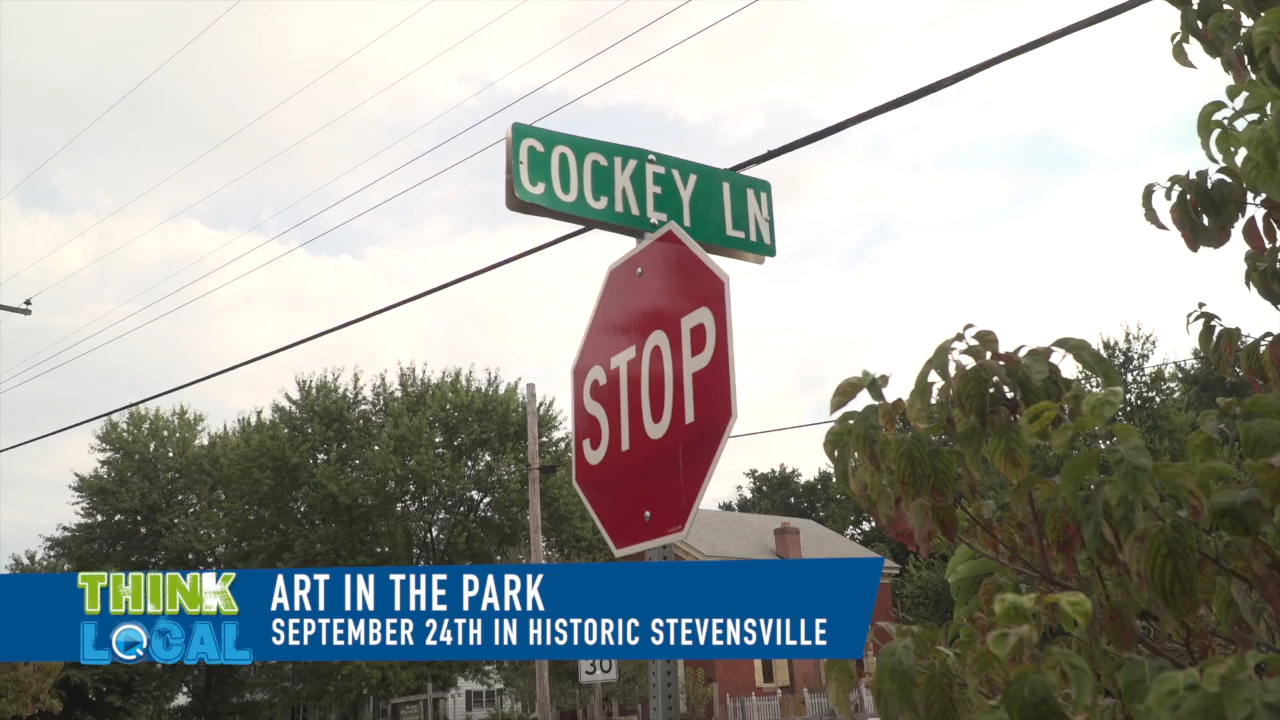 COCKEY LN
STOP
THINK
LOCAL
ART IN THE PARK
SEPTEMBER 24TH IN HISTORIC STEVENSVILLE
30